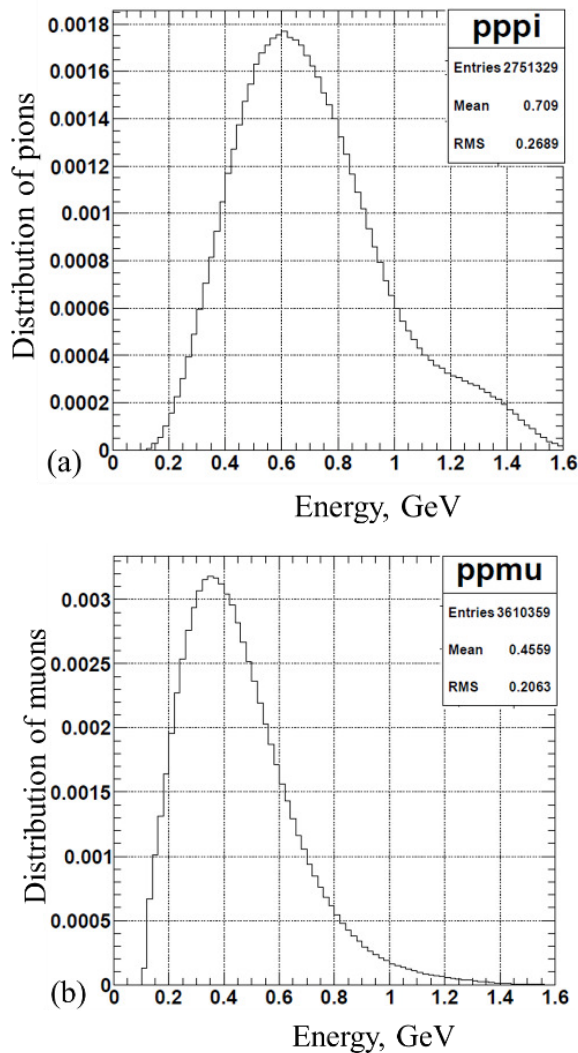 pppi
Entries 2751329
Mean 0.709
RMS 0.2689
Distribution of pions
0.0018
0.0016
0.0014
0.0012
0.001
0.0008
0.0006
0.0004
0.0002
0
0 0.2 0.4 0.6 0.8 1 1.2 1.4 1.6
(a)
Energy, GeV
ppmu
Entries 3610359
Mean 0.4559
RMS 0.2063
Distribution of muons
0.003
0.0025
0.002
0.0015
0.001
0.0005
0
0 0.2 0.4 0.6 0.8 1 1.2 1.4 1.6
(b)
Energy, GeV